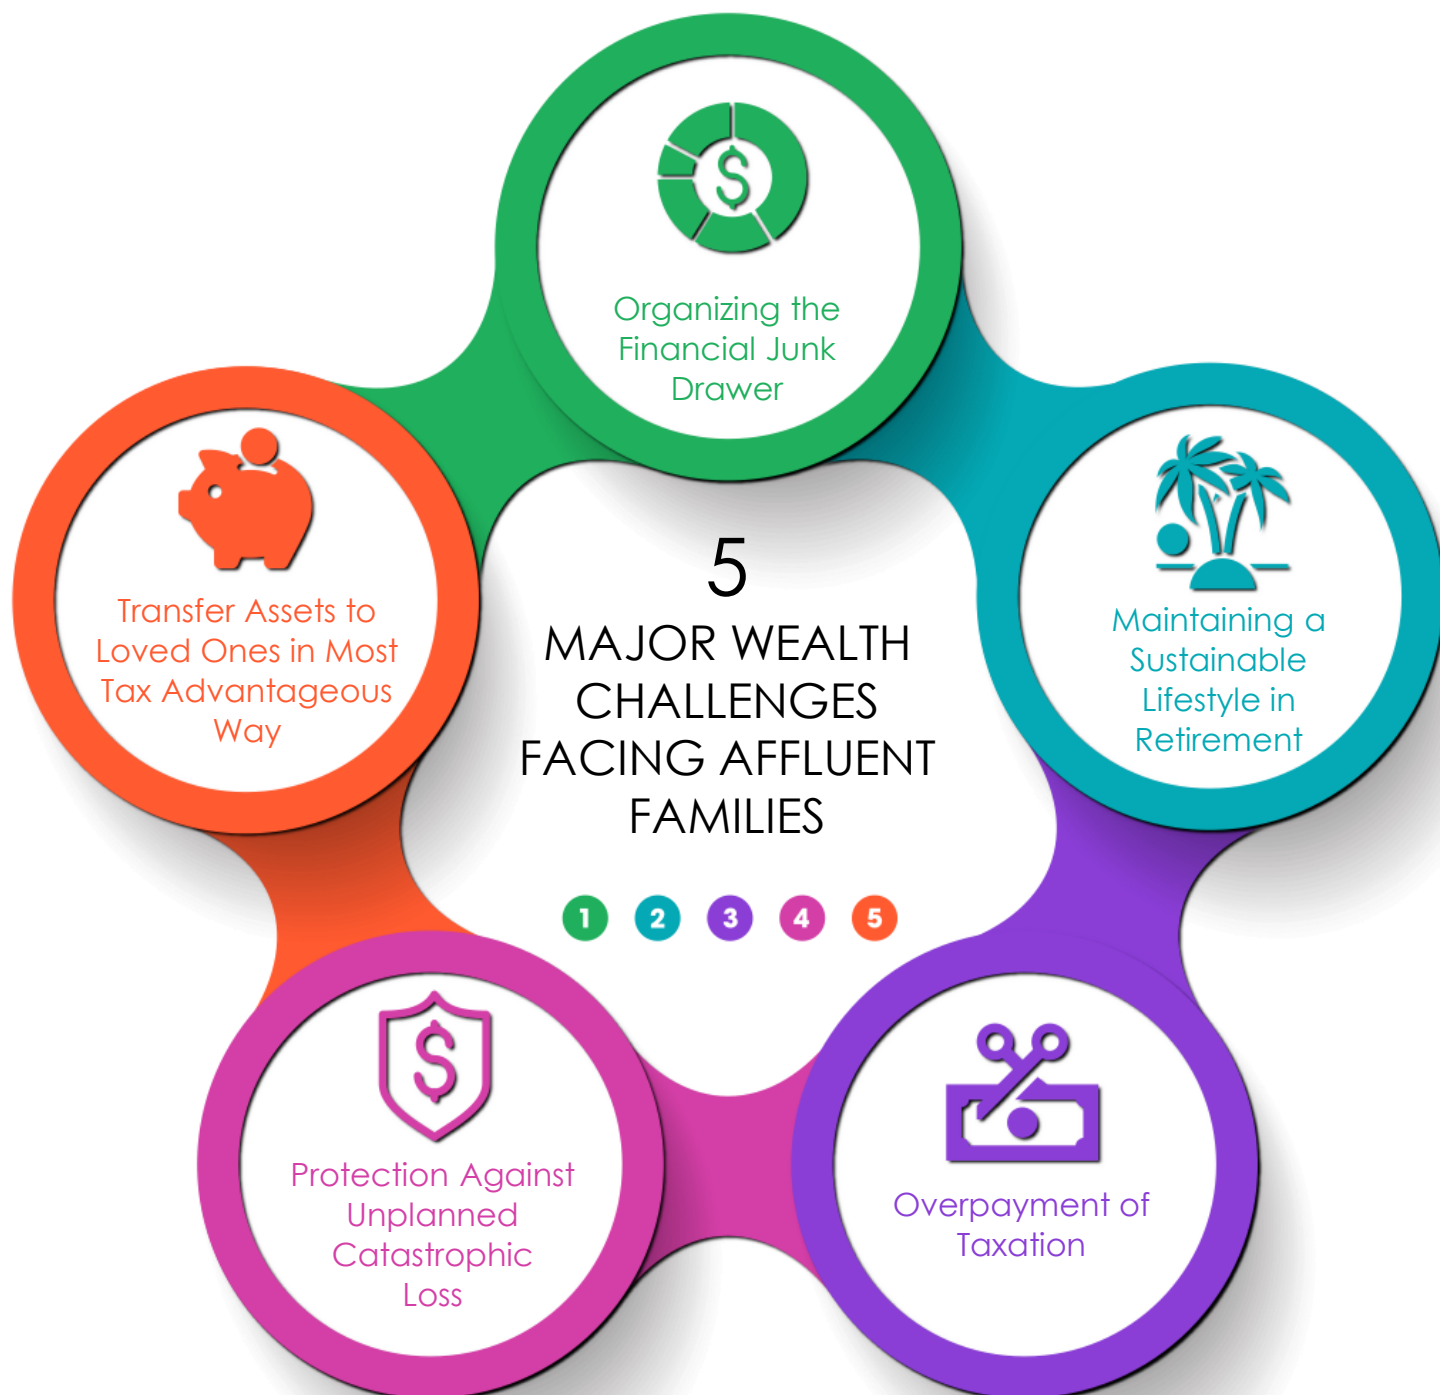 $
Organizing the
Financial Junk
Drawer
Maintaining a
Sustainable
Lifestyle in
Retirement
Overpayment of
Taxation
$
Protection Against
Unplanned
Catastrophic
Loss
Transfer Assets to
Loved Ones in Most
Tax Advantageous
Way
5
MAJOR WEALTH
CHALLENGES
FACING AFFLUENT
FAMILIES
1 2 3 4 5